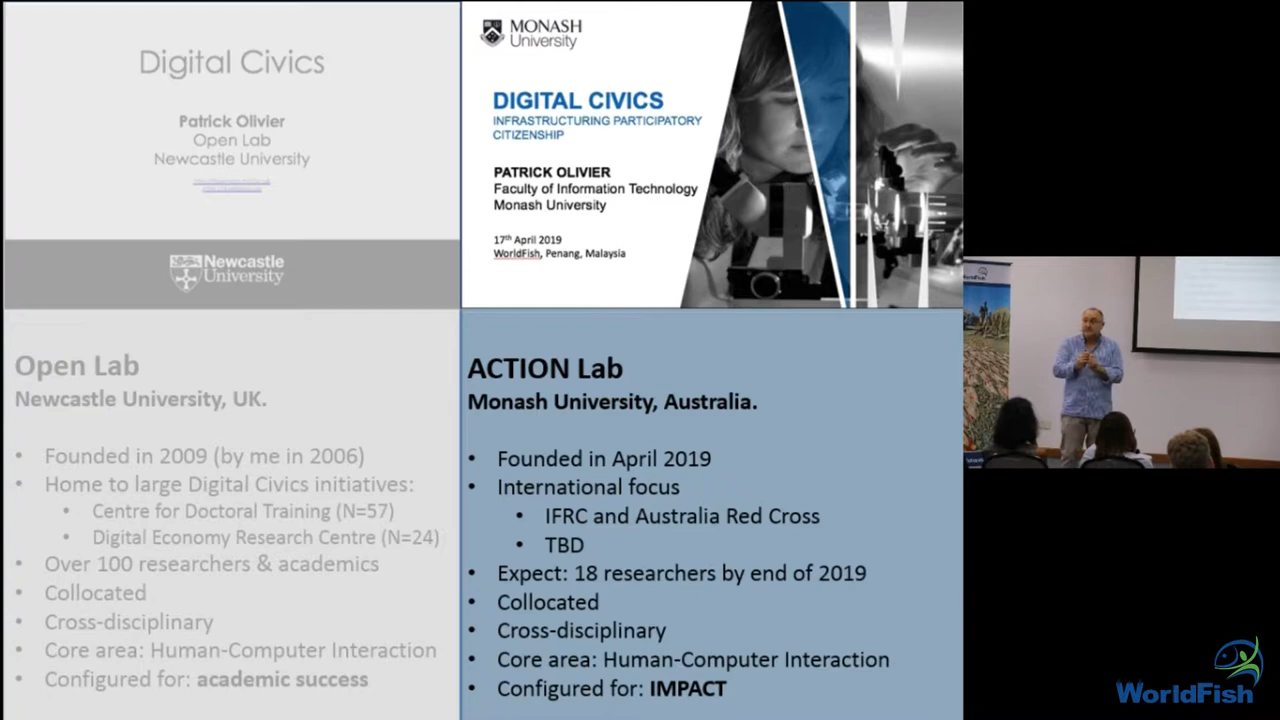 Digital Civics
Patrick Olivier
Open Lab
Newcastle University
Newcastle
University
MONASH
University
DIGITAL CIVICS
INFRASTRUCTURING PARTICIPATORY
CITIZENSHIP
PATRICK OLIVIER
Faculty of Information Technology
Monash University
17th April 2019
WorldFish, Penang, Malaysia
Open Lab
Newcastle University, UK.
• Founded in 2009 (by me in 2006)
• Home to large Digital Civics initiatives:
• Centre for Doctoral Training (N=57)
• Digital Economy Research Centre (N=24)
• Over 100 researchers & academics
• Collocated
• Cross-disciplinary
• Core area: Human-Computer Interaction
• Configured for: academic success
ACTION Lab
Monash University, Australia.
• Founded in April 2019
• International focus
• IFRC and Australia Red Cross
• TBD
• Expect: 18 researchers by end of 2019
• Collocated
• Cross-disciplinary
• Core area: Human-Computer Interaction
• Configured for: IMPACT
WorldFish
WorldFish